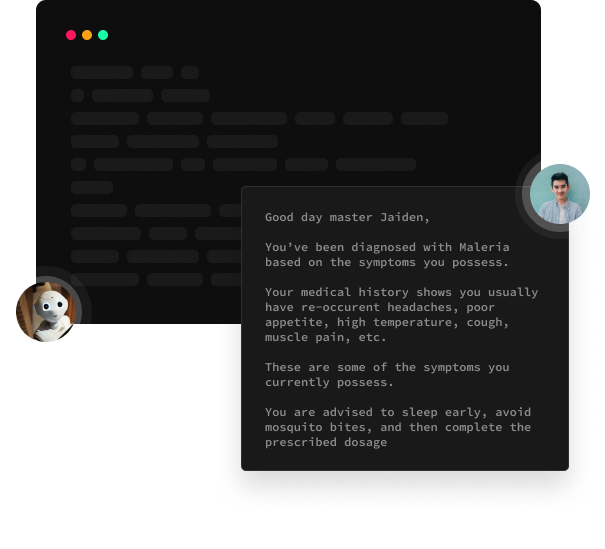 Good day master Jaiden,
You’ve been diagnosed with Maleria
based on the symptoms you possess.
Your medical history shows you usually
have re-occurent headaches, poor
appetite, high temperature, cough,
muscle pain, etc.
These are some of the symptoms you
currently possess.
You are advised to sleep early, avoid
mosquito bites, and then complete the
prescribed dosage